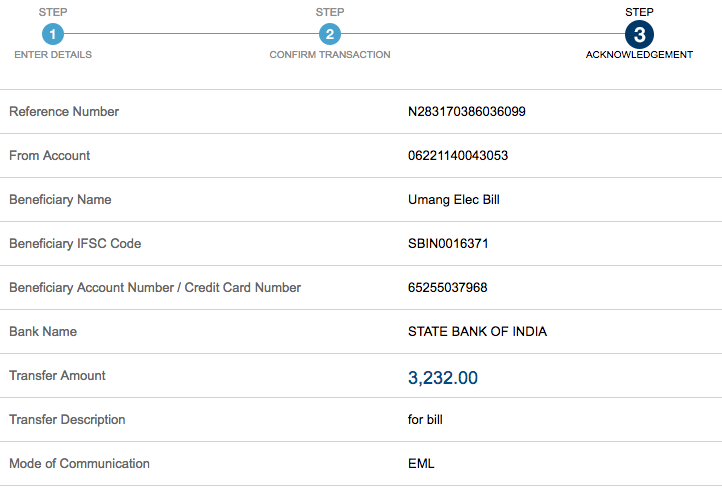 STEP STEP STEP
1 2 3
ENTER DETAILS CONFIRM TRANSACTION ACKNOWLEDGEMENT
Reference Number N283170386036099
From Account 06221140043053
Beneficiary Name Umang Elec Bill
Beneficiary IFSC Code SBIN0016371
Beneficiary Account Number / Credit Card Number 65255037968
Bank Name STATE BANK OF INDIA
Transfer Amount 3,232.00
Transfer Description for bill
Mode of Communication EML